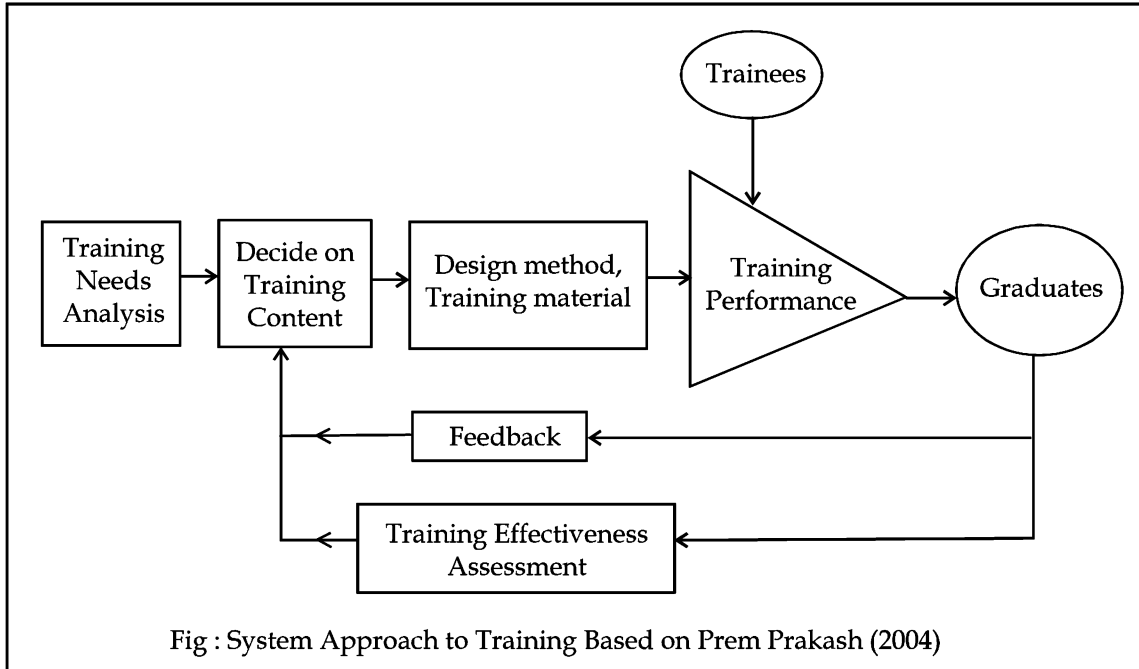 Trainees
Training
Needs
Analysis
Decide on
Training
Content
Design method,
Training material
Training
Performance
Graduates
Feedback
Training Effectiveness
Assessment
Fig : System Approach to Training Based on Prem Prakash (2004)